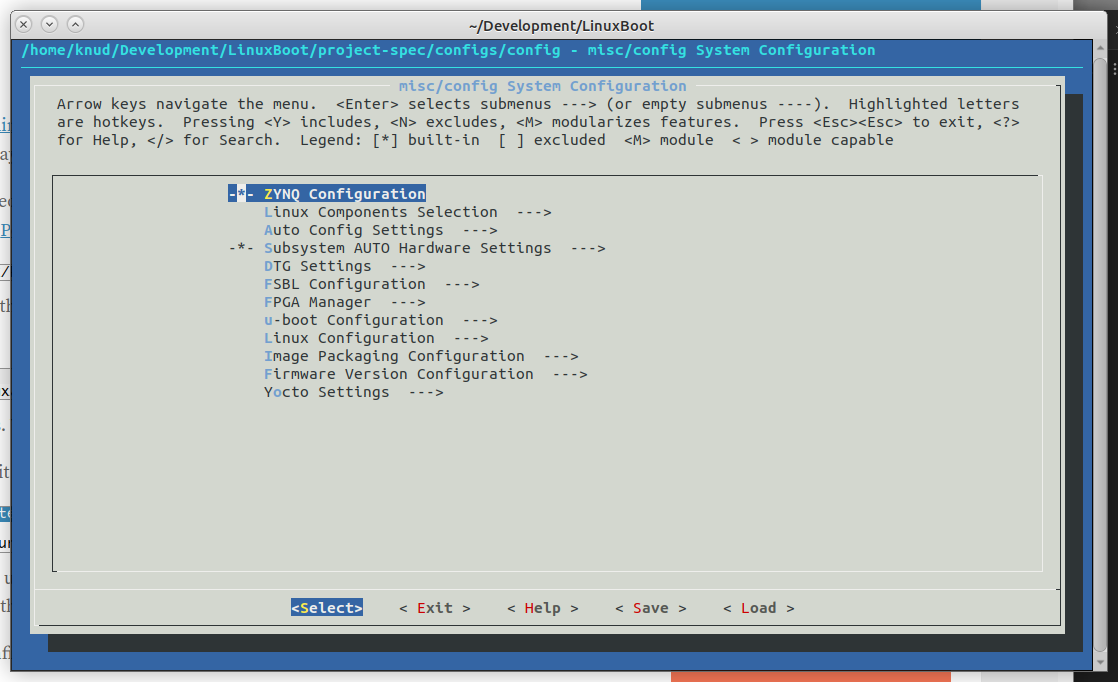 ~/Development/LinuxBoot
/home/knud/Development/LinuxBoot/project-spec/configs/config - misc/config System Configuration
misc/config System Configuration
Arrow keys navigate the menu.  <Enter> selects submenus ---> (or empty submenus ----).  Highlighted letters
are hotkeys.  Pressing <Y> includes, <N> excludes, <M> modularizes features.  Press <Esc><Esc> to exit, <?>
for Help, </> for Search.  Legend: [*] built-in  [ ] excluded  <M> module  < > module capable
-*- ZYNQ Configuration
Linux Components Selection  --->
Auto Config Settings  --->
-*- Subsystem AUTO Hardware Settings  --->
DTG Settings  --->
FSBL Configuration  --->
FPGA Manager  --->
u-boot Configuration  --->
Linux Configuration  --->
Image Packaging Configuration  --->
Firmware Version Configuration  --->
Yocto Settings  --->
<Select>    < Exit >    < Help >    < Save >    < Load >